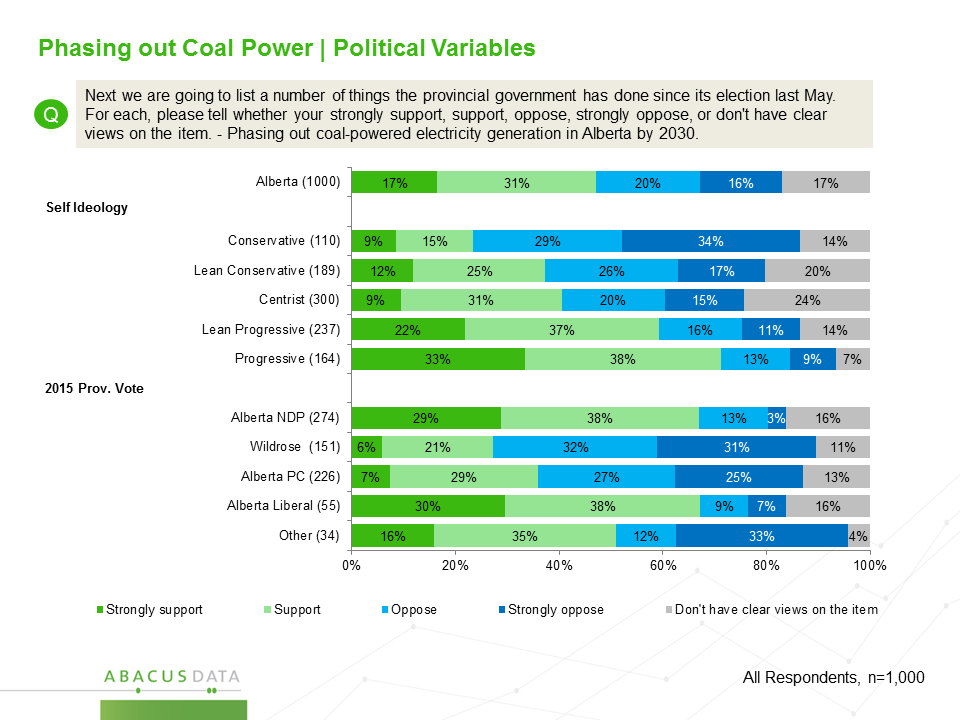 Phasing out Coal Power | Political Variables
Q
Next we are going to list a number of things the provincial government has done since its election last May.
For each, please tell whether your strongly support, support, oppose, strongly oppose, or don't have clear
views on the item. - Phasing out coal-powered electricity generation in Alberta by 2030.
Alberta (1000) 17% 31% 20% 16% 17%
Self Ideology
Conservative (110) 9% 15% 29% 34% 14%
Lean Conservative (189) 12% 25% 26% 17% 20%
Centrist (300) 9% 31% 20% 15% 24%
Lean Progressive (237) 22% 37% 16% 11% 14%
Progressive (164) 33% 38% 13% 9% 7%
2015 Prov. Vote
Alberta NDP (274) 29% 38% 13% 3% 16%
Wildrose (151) 6% 21% 32% 31% 11%
Alberta PC (226) 7% 29% 27% 25% 13%
Alberta Liberal (55) 30% 38% 9% 7% 16%
Other (34) 16% 35% 12% 33% 4%
0% 20% 40% 60% 80% 100%
Strongly support Support Oppose Strongly oppose Don't have clear views on the item
ABACUS DATA
All Respondents, n=1,000